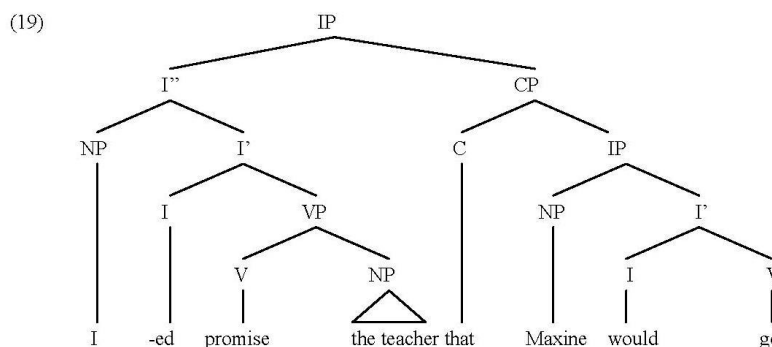 (19) IP
I’’ CP
NP I’ C IP
I VP NP I’
V NP I
I -ed promise the teacher that Maxine would